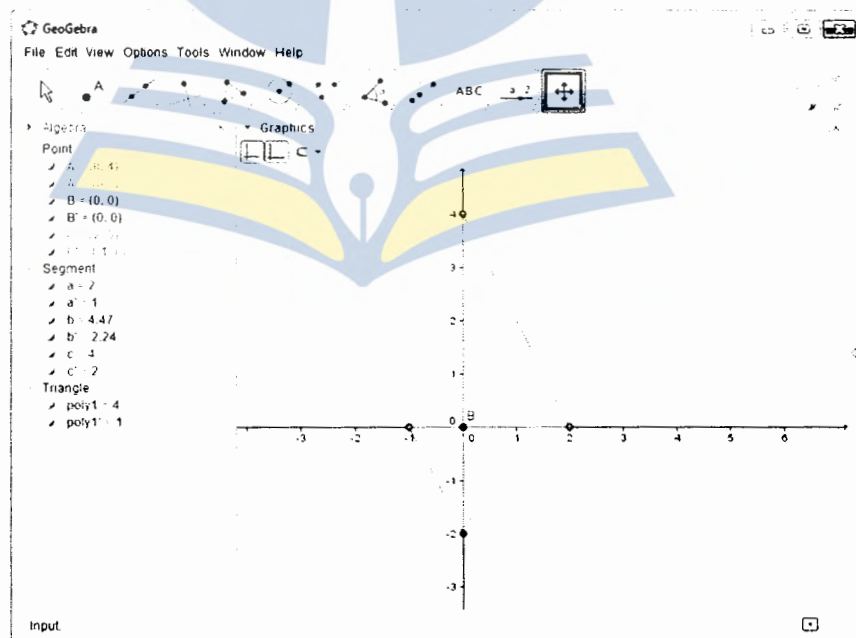 GeoGebra
File Edit View Options Tools Window Help
A
ABC
a = 2
Algebra
Graphics
Point
B = (0, 0)
B' = (0, 0)
Segment
a = 2
a' = 1
b = 4.47
b' = 2.24
c = 4
c' = 2
Triangle
poly1 = 4
poly1' = 1
4
3
2
1
0
B
-3 -2 -1 0 1 2 3 4 5 6
-1
-2
-3
Input: